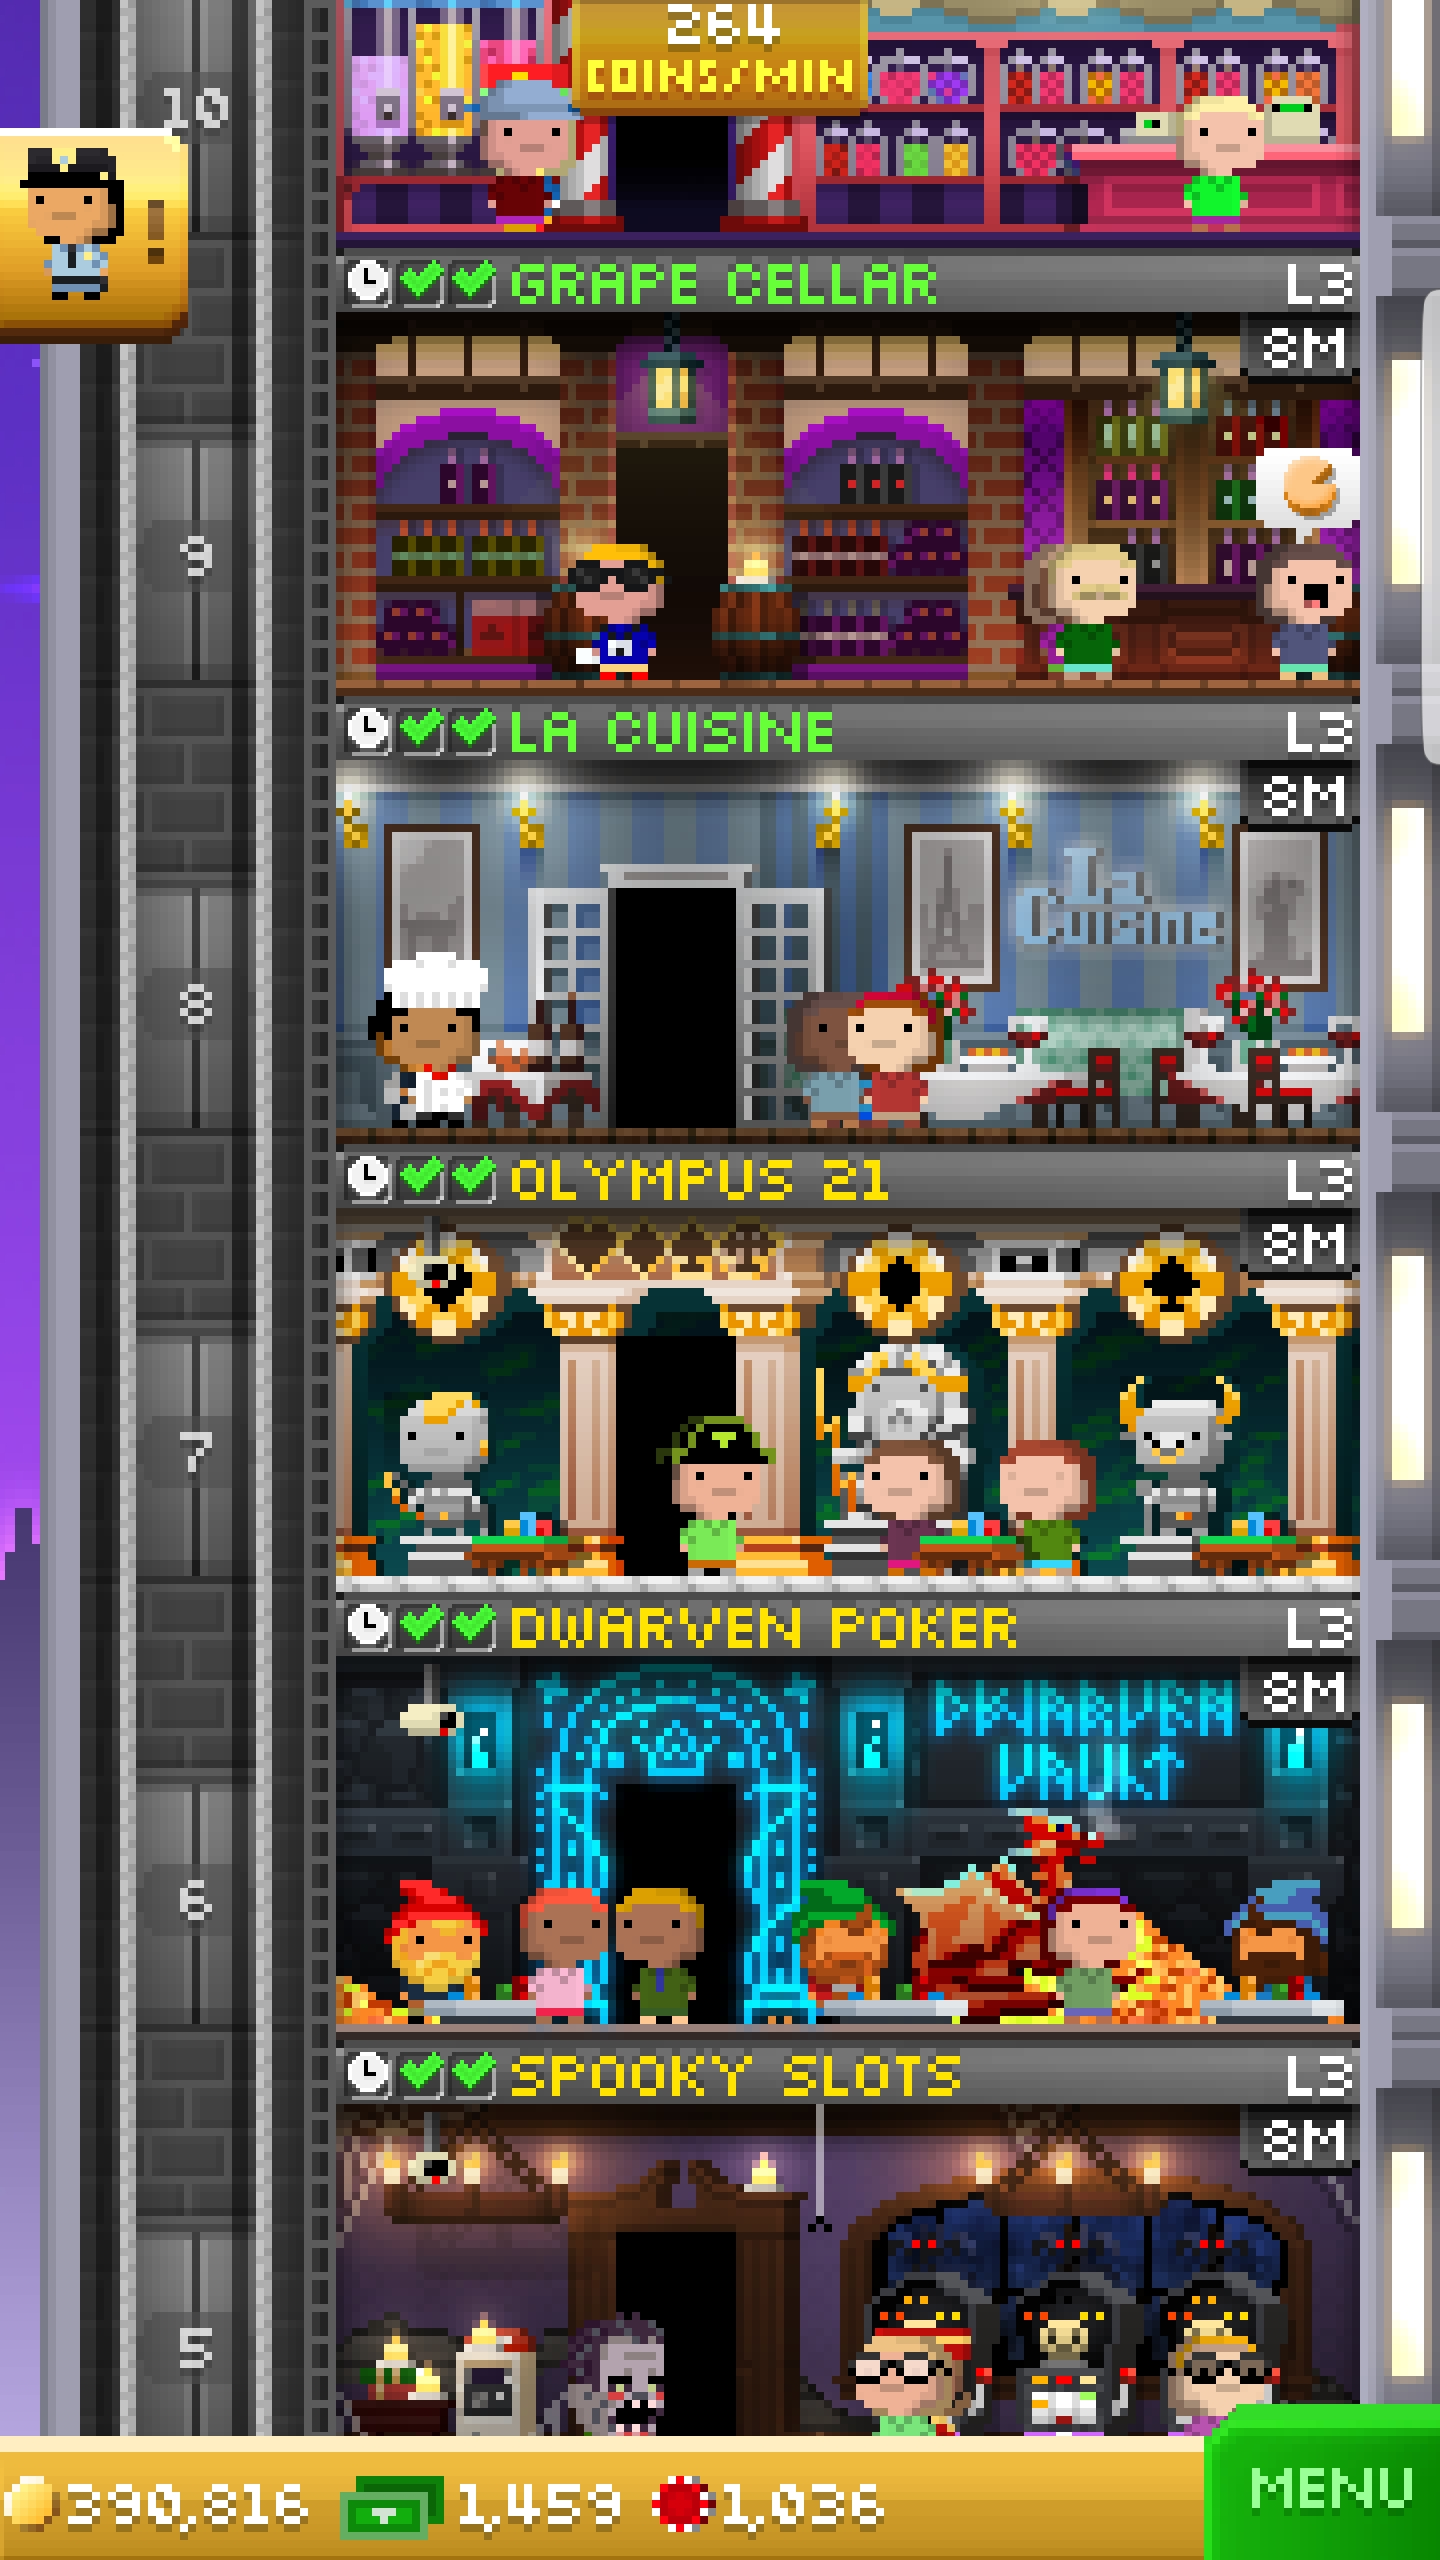 264
COINS/MIN
10
!
GRAPE CELLAR L3
8M
9
LA CUISINE L3
8M
La
Cuisine
8
OLYMPUS 21 L3
8M
7
DWARVEN POKER L3
8M
DWARVEN
VAULT
6
SPOOKY SLOTS L3
8M
5
390,816 1,459 1,036
MENU